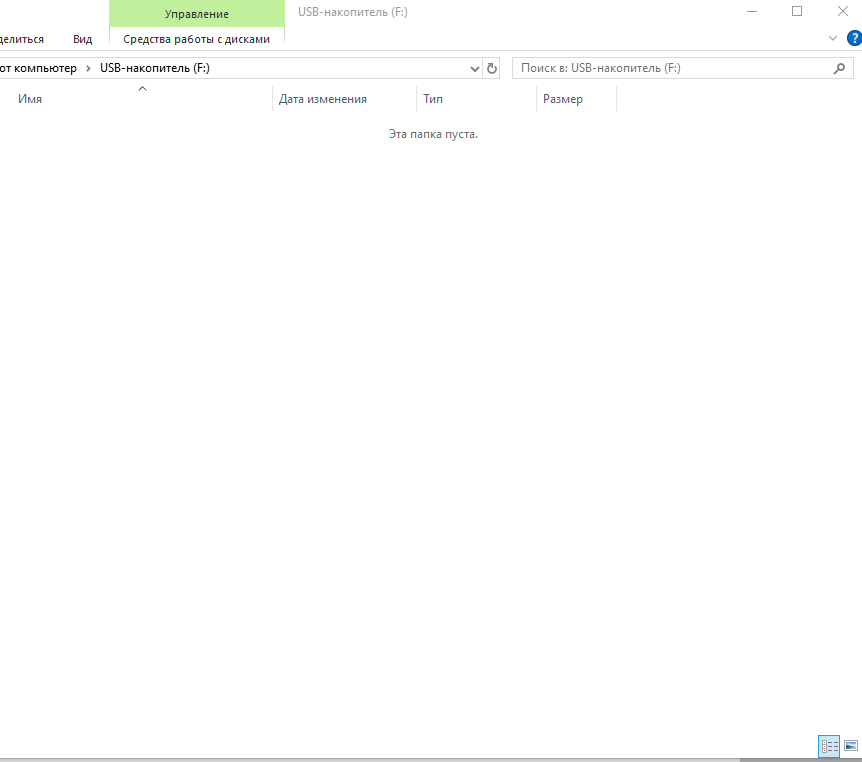 Управление
USB-накопитель (F:)
делиться
Вид
Средства работы с дисками
?
от компьютер > USB-накопитель (F:)
Поиск в: USB-накопитель (F:)
Имя
Дата изменения
Тип
Размер
Эта папка пуста.